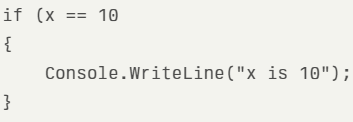 if (x == 10
{
    Console.WriteLine("x is 10");
}